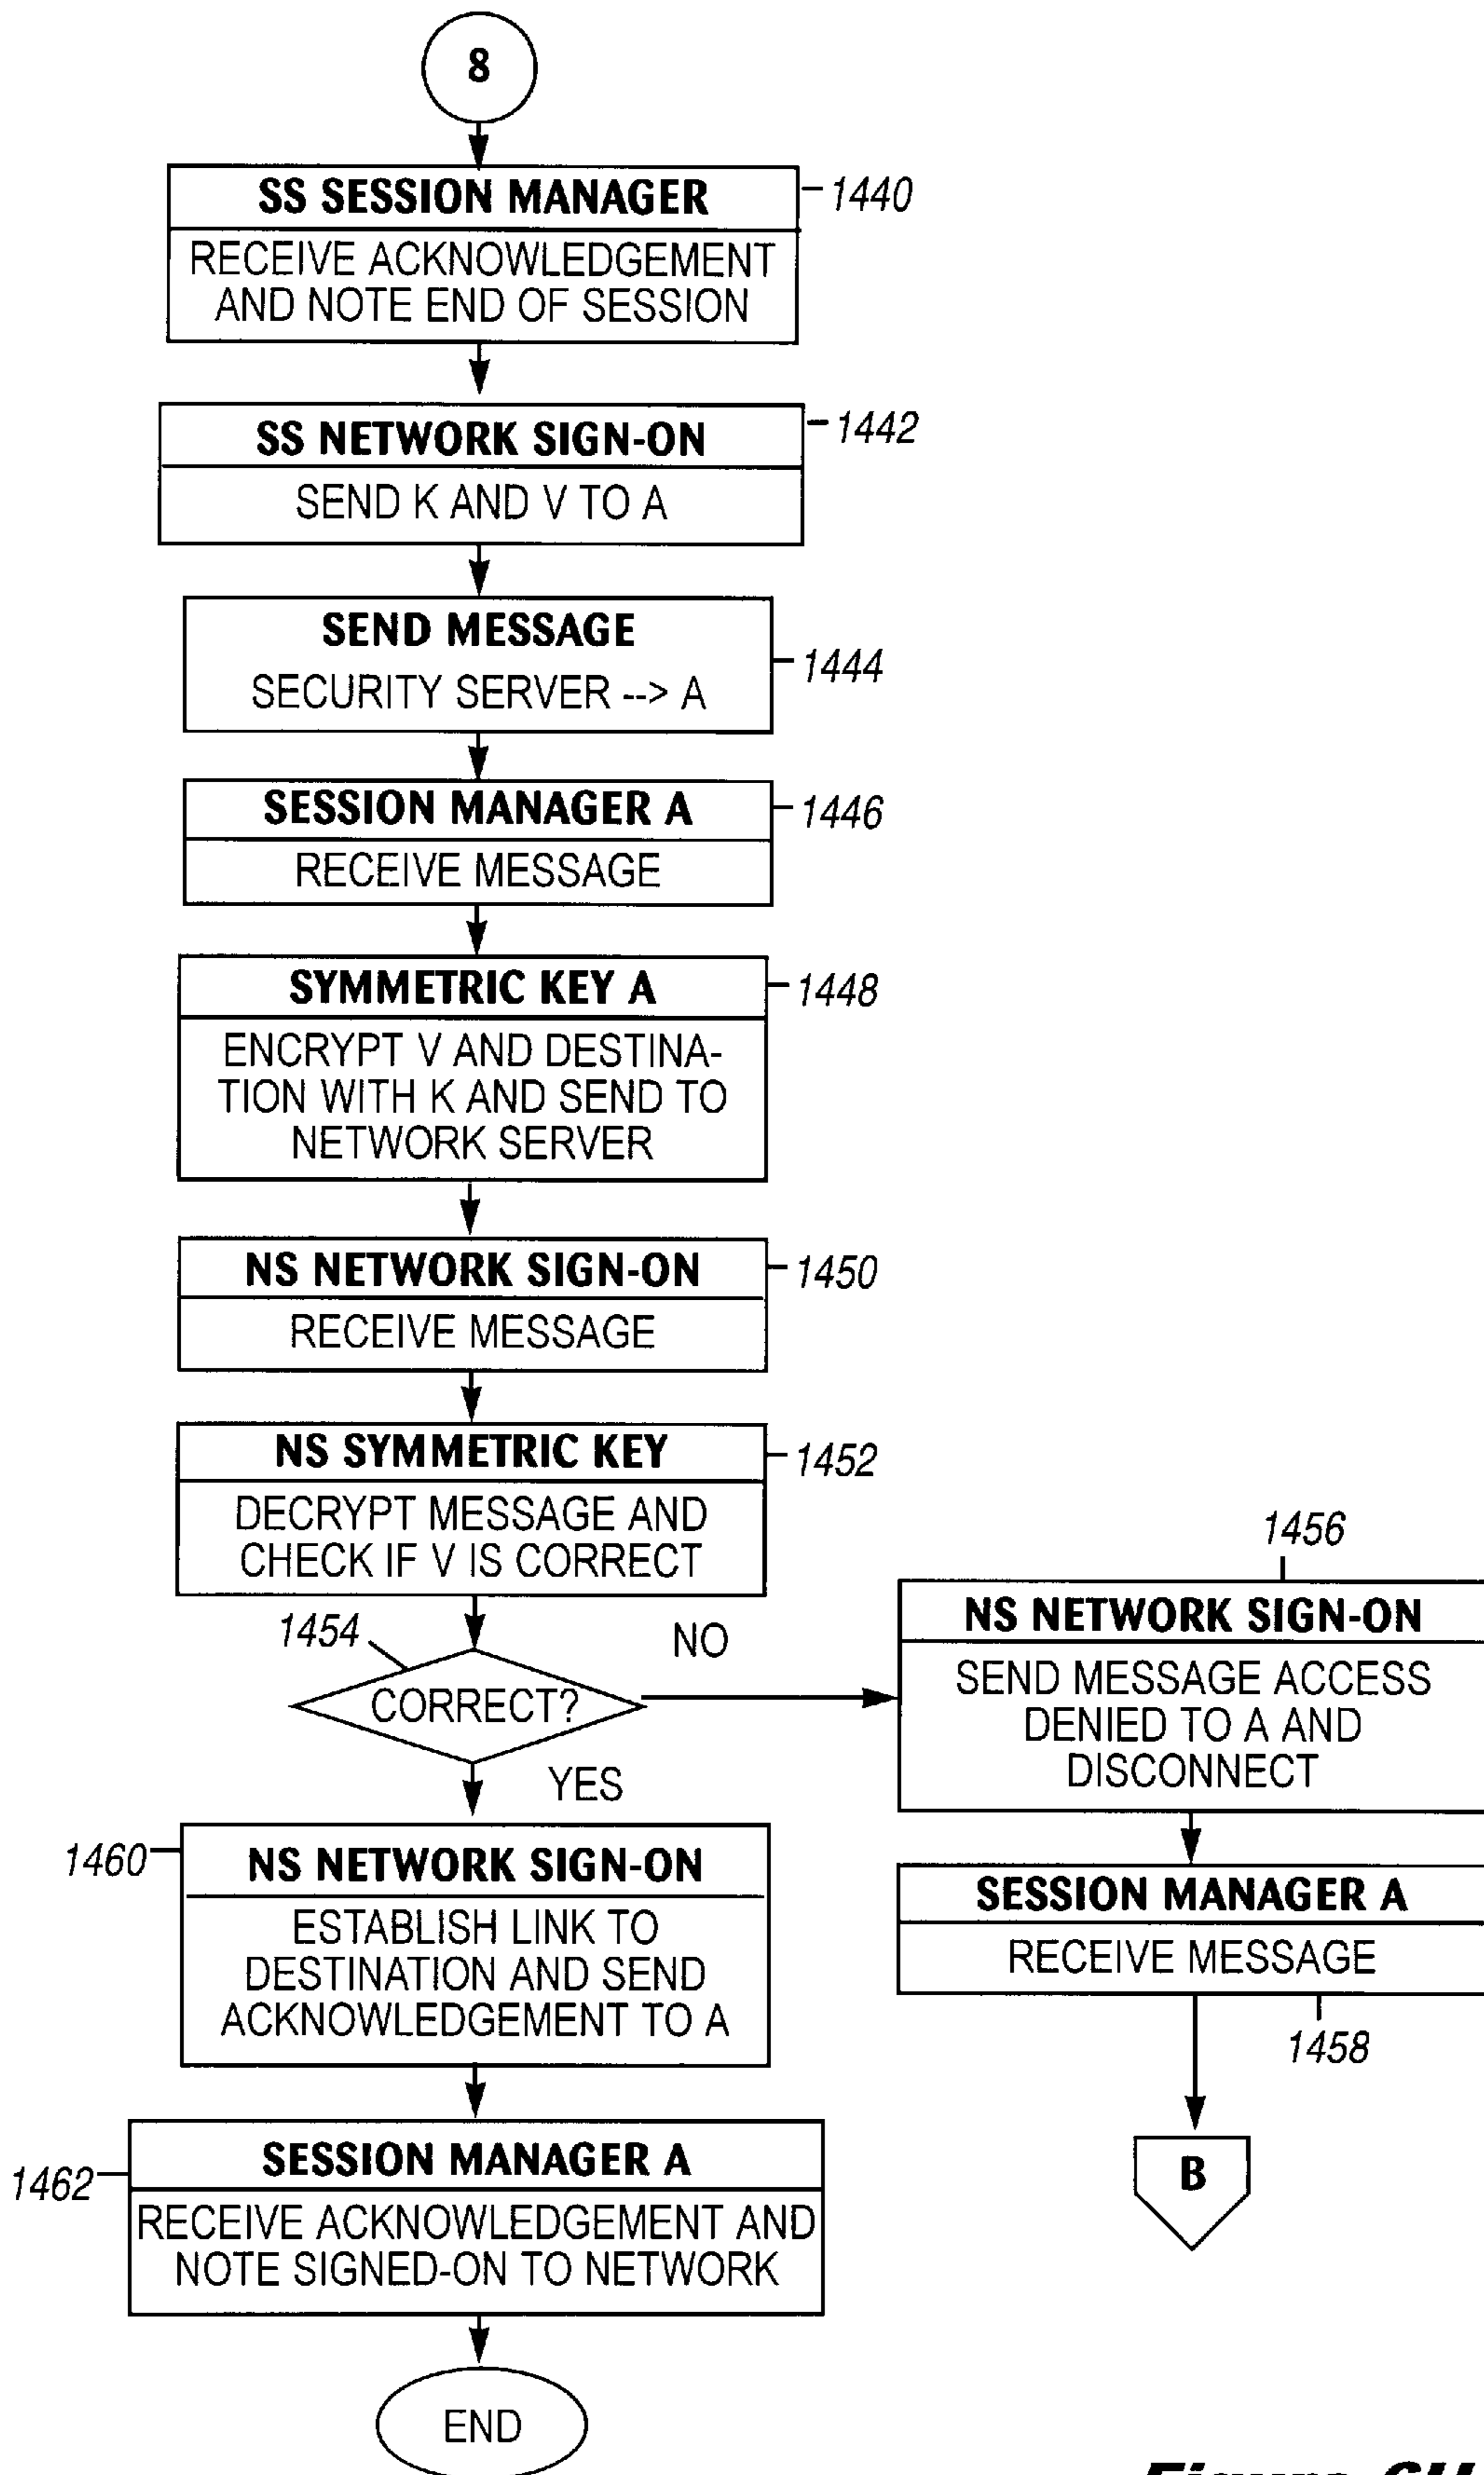 8
SS SESSION MANAGER
1440
RECEIVE ACKNOWLEDGEMENT
AND NOTE END OF SESSION
SS NETWORK SIGN-ON
1442
SEND K AND V TO A
SEND MESSAGE
1444
SECURITY SERVER --> A
SESSION MANAGER A
1446
RECEIVE MESSAGE
SYMMETRIC KEY A
1448
ENCRYPT V AND DESTINA-
TION WITH K AND SEND TO
NETWORK SERVER
NS NETWORK SIGN-ON
1450
RECEIVE MESSAGE
NS SYMMETRIC KEY
1452
DECRYPT MESSAGE AND
CHECK IF V IS CORRECT
1454
CORRECT?
NO
YES
1456
NS NETWORK SIGN-ON
SEND MESSAGE ACCESS
DENIED TO A AND
DISCONNECT
SESSION MANAGER A
RECEIVE MESSAGE
1458
B
1460
NS NETWORK SIGN-ON
ESTABLISH LINK TO
DESTINATION AND SEND
ACKNOWLEDGEMENT TO A
1462
SESSION MANAGER A
RECEIVE ACKNOWLEDGEMENT AND
NOTE SIGNED-ON TO NETWORK
END
Figure